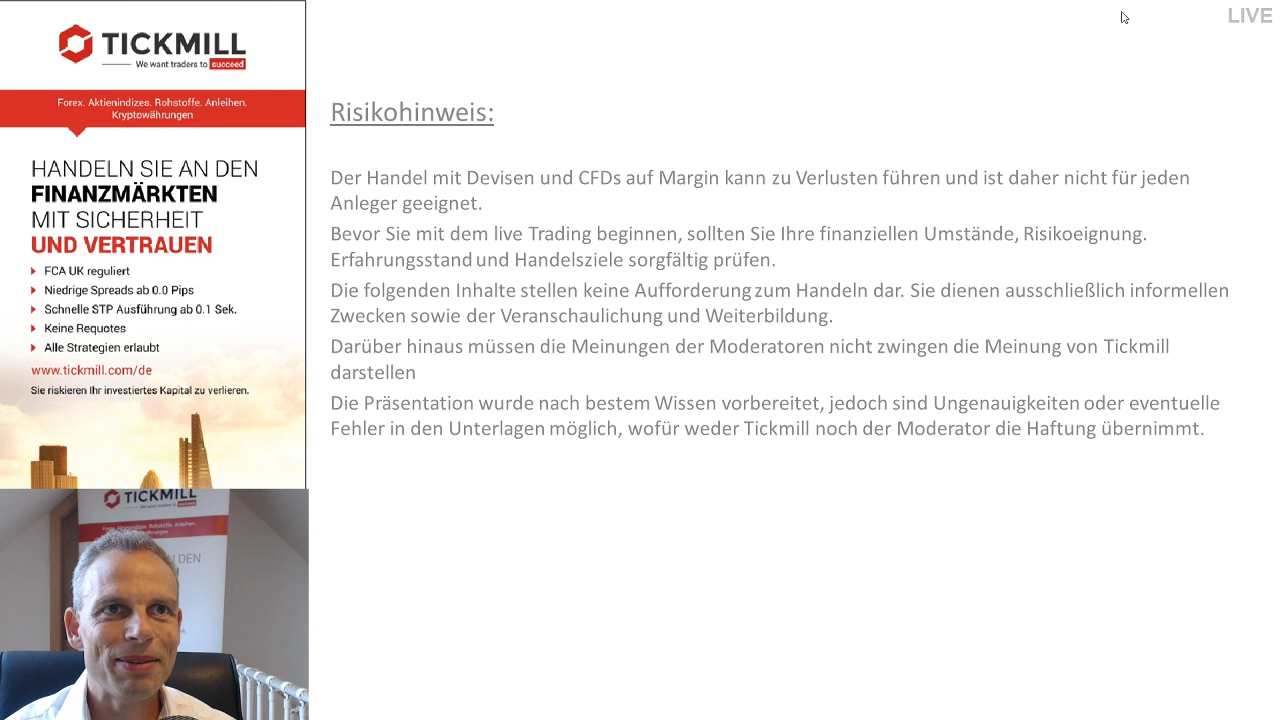 TICKMILL
We want traders to succeed
Forex. Aktienindizes. Rohstoffe. Anleihen.
Kryptowährungen
HANDELN SIE AN DEN
FINANZMÄRKTEN
MIT SICHERHEIT
UND VERTRAUEN
FCA UK reguliert
Niedrige Spreads ab 0.0 Pips
Schnelle STP Ausführung ab 0.1 Sek.
Keine Requotes
Alle Strategien erlaubt
www.tickmill.com/de
Sie riskieren Ihr investiertes Kapital zu verlieren.
TICKMILL
We want traders to succeed
Rohstoffe. Anleihen.
DEN
LIVE
Risikohinweis:
Der Handel mit Devisen und CFDs auf Margin kann zu Verlusten führen und ist daher nicht für jeden
Anleger geeignet.
Bevor Sie mit dem live Trading beginnen, sollten Sie Ihre finanziellen Umstände, Risikoeignung.
Erfahrungsstand und Handelsziele sorgfältig prüfen.
Die folgenden Inhalte stellen keine Aufforderung zum Handeln dar. Sie dienen ausschließlich informellen
Zwecken sowie der Veranschaulichung und Weiterbildung.
Darüber hinaus müssen die Meinungen der Moderatoren nicht zwingen die Meinung von Tickmill
darstellen
Die Präsentation wurde nach bestem Wissen vorbereitet, jedoch sind Ungenauigkeiten oder eventuelle
Fehler in den Unterlagen möglich, wofür weder Tickmill noch der Moderator die Haftung übernimmt.